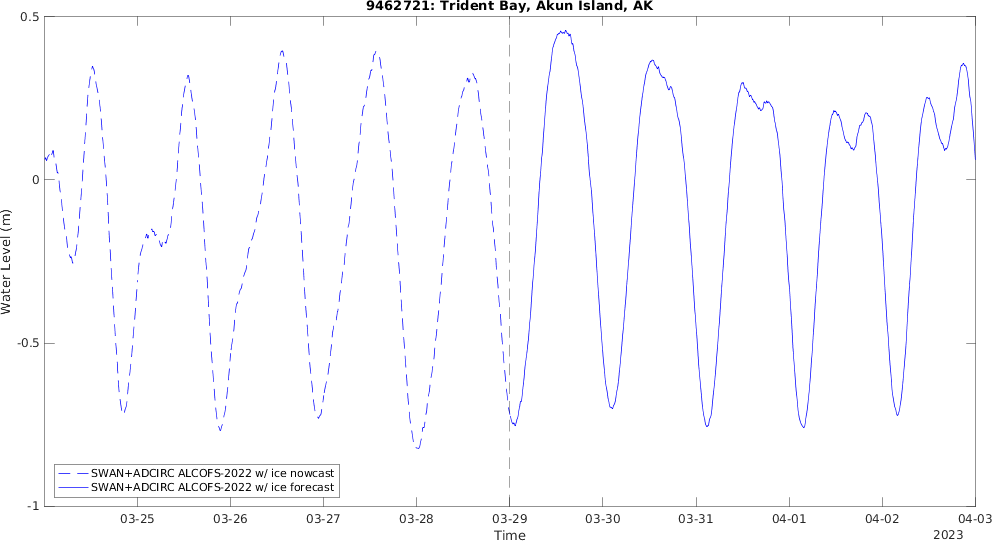 9462721: Trident Bay, Akun Island, AK
0.5
0
-0.5
-1
Water Level (m)
SWAN+ADCIRC ALCOFS-2022 w/ ice nowcast
SWAN+ADCIRC ALCOFS-2022 w/ ice forecast
03-25 03-26 03-27 03-28 03-29 03-30 03-31 04-01 04-02 04-03
Time
2023